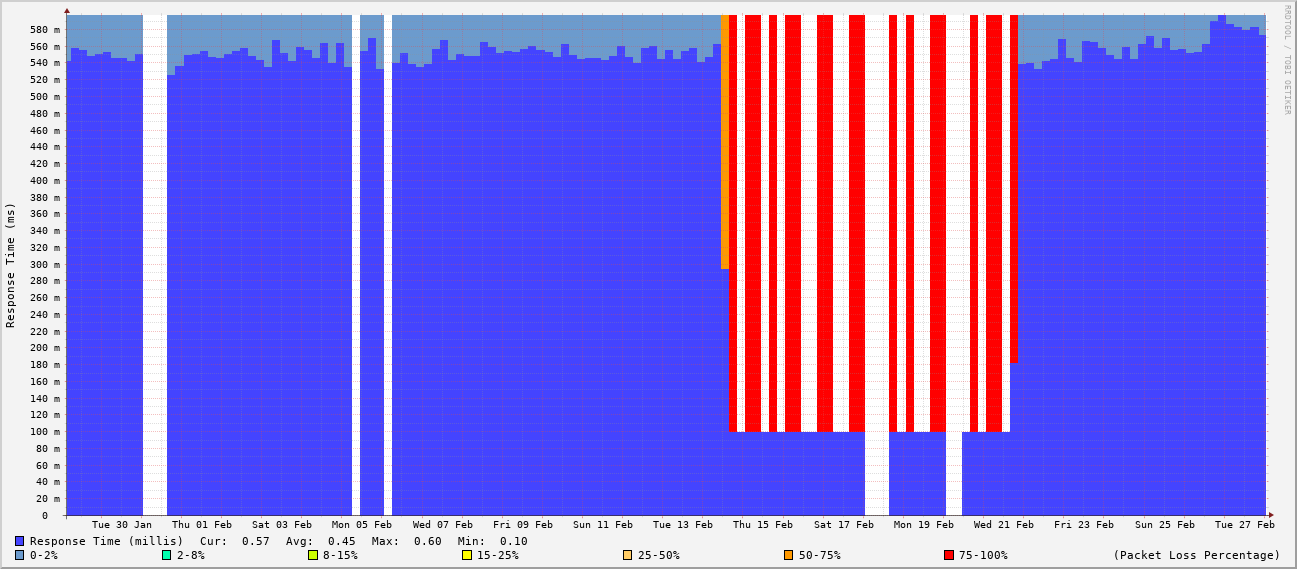 RRDTOOL / TOBI OETIKER
Response Time (ms)
580 m
560 m
540 m
520 m
500 m
480 m
460 m
440 m
420 m
400 m
380 m
360 m
340 m
320 m
300 m
280 m
260 m
240 m
220 m
200 m
180 m
160 m
140 m
120 m
100 m
80 m
60 m
40 m
20 m
0
Tue 30 Jan Thu 01 Feb Sat 03 Feb Mon 05 Feb Wed 07 Feb Fri 09 Feb Sun 11 Feb Tue 13 Feb Thu 15 Feb Sat 17 Feb Mon 19 Feb Wed 21 Feb Fri 23 Feb Sun 25 Feb Tue 27 Feb
Response Time (millis) Cur: 0.57 Avg: 0.45 Max: 0.60 Min: 0.10
0-2% 2-8% 8-15% 15-25% 25-50% 50-75% 75-100% (Packet Loss Percentage)